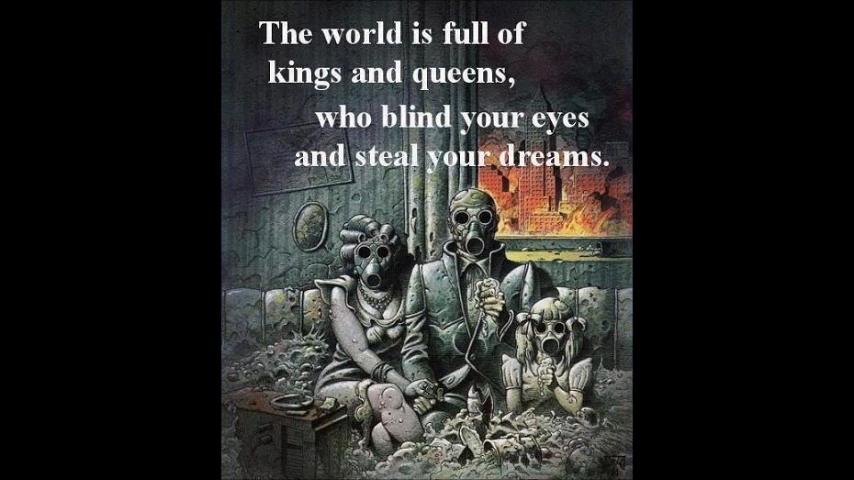 The world is full of
kings and queens,
who blind your eyes
and steal your dreams.